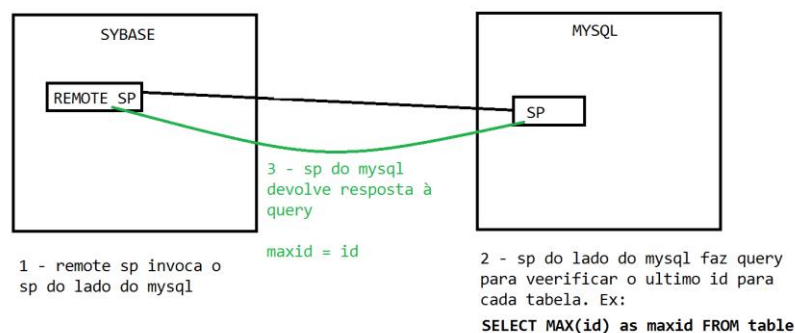 SYBASE
MYSQL
REMOTE SP
SP
3 - sp do mysql
devolve resposta à
query
maxid = id
1 - remote sp invoca o
sp do lado do mysql
2 - sp do lado do mysql faz query
para veerificar o ultimo id para
cada tabela. Ex:
SELECT MAX(id) as maxid FROM table